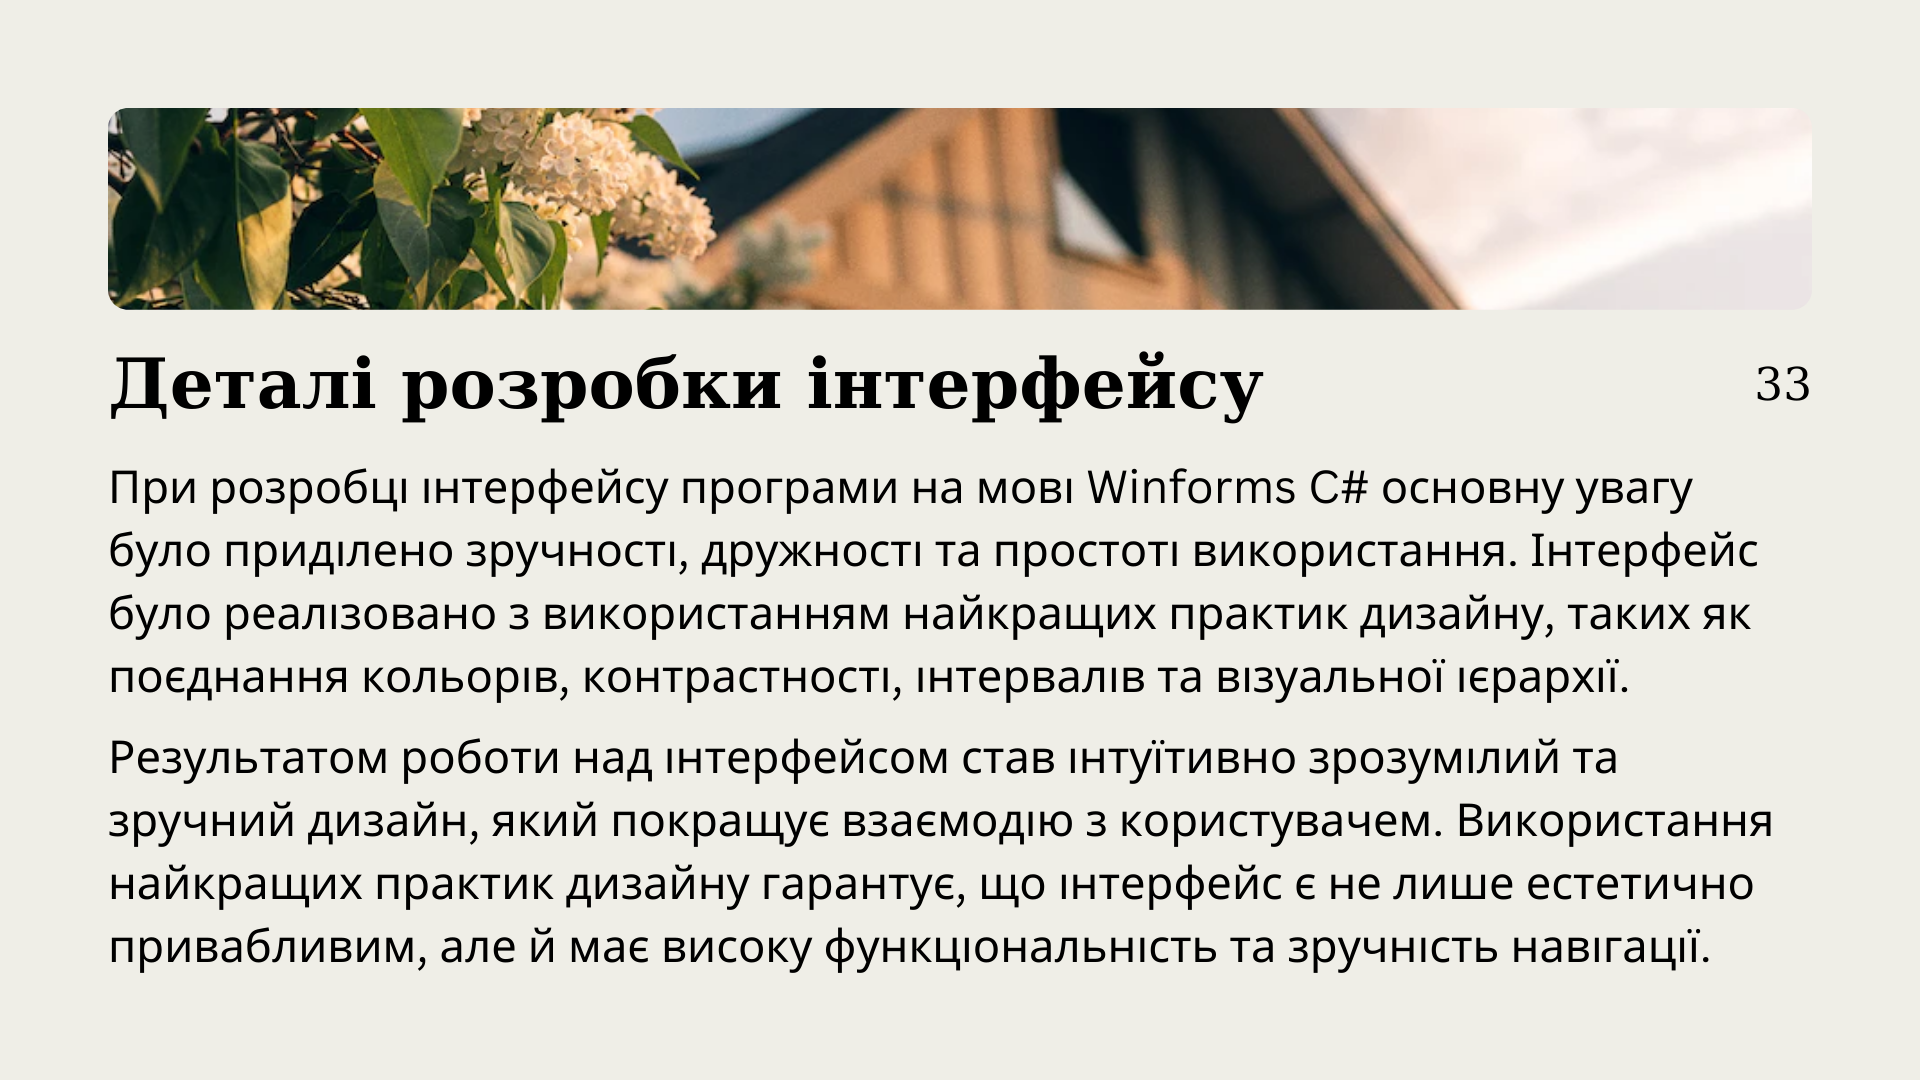 Деталі розробки інтерфейсу
33
При розробці інтерфейсу програми на мові Winforms C# основну увагу
було приділено зручності, дружності та простоті використання. Інтерфейс
було реалізовано з використанням найкращих практик дизайну, таких як
поєднання кольорів, контрастності, інтервалів та візуальної ієрархії.
Результатом роботи над інтерфейсом став інтуїтивно зрозумілий та
зручний дизайн, який покращує взаємодію з користувачем. Використання
найкращих практик дизайну гарантує, що інтерфейс є не лише естетично
привабливим, але й має високу функціональність та зручність навігації.